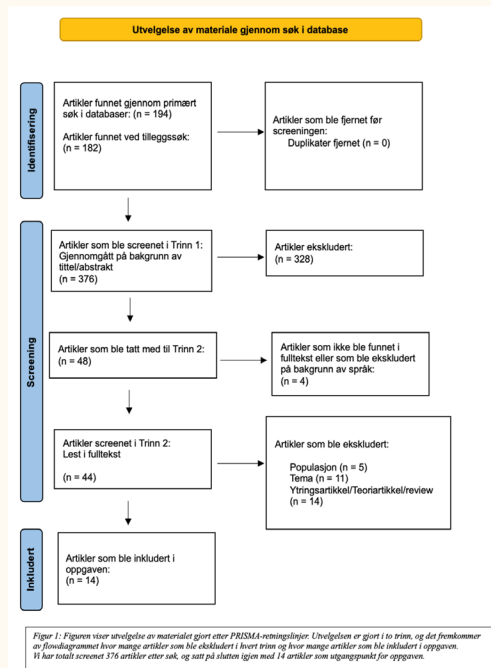 Utvelgelse av materiale gjennom søk i database
Identifisering
Artikler funnet gjennom primært
søk i databaser: (n = 194)
Artikler funnet ved tilleggssøk:
(n = 182)
Artikler som ble fjernet før
screeningen:
Duplikater fjernet (n = 0)
Screening
Artikler som ble screenet i Trinn 1:
Gjennomgått på bakgrunn av
tittel/abstrakt
(n = 376)
Artikler ekskludert:
(n = 328)
Artikler som ble tatt med til Trinn 2:
(n = 48)
Artikler som ikke ble funnet i
fulltekst eller som ble ekskludert
på bakgrunn av språk:
(n = 4)
Artikler screenet i Trinn 2:
Lest i fulltekst
(n = 44)
Artikler som ble ekskludert:
Populasjon (n = 5)
Tema (n = 11)
Ytringsartikkel/Teoriartikkel/review
(n = 14)
Inkludert
Artikler som ble inkludert i
oppgaven:
(n = 14)
Figur 1: Figuren viser utvelgelse av materialet gjort etter PRISMA-retningslinjer. Utvelgelsen er gjort i to trinn, og det fremkommer
av flowdiagrammet hvor mange artikler som ble ekskludert i hvert trinn og hvor mange artikler som ble inkludert i oppgaven.
Vi har totalt screenet 376 artikler etter søk, og satt på slutten igjen med 14 artikler som utgangspunkt for oppgaven.